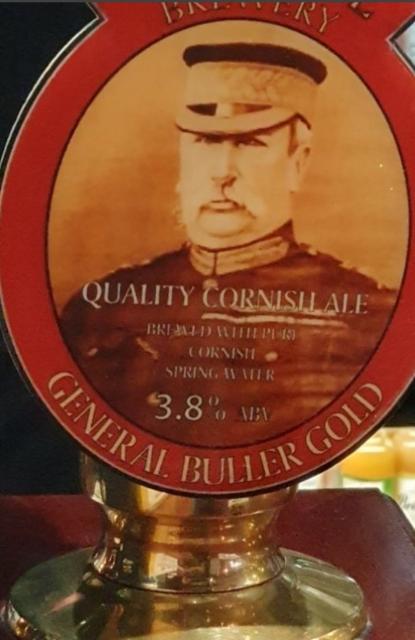 BREWERY
QUALITY CORNISH ALE
BREWED WITH PURE
CORNISH
SPRING WATER
3.8% ABV
GENERAL BULLER GOLD